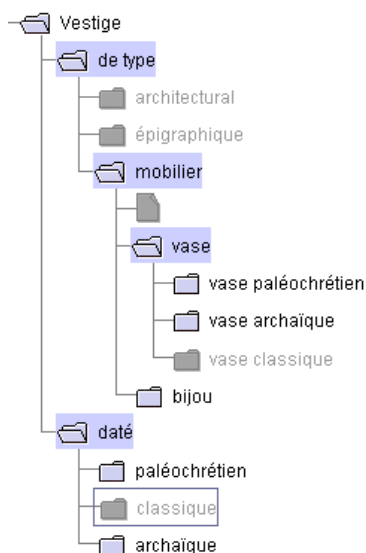 Vestige
de type
architectural
épigraphique
mobilier
vase
vase paléochrétien
vase archaïque
vase classique
bijou
daté
paléochrétien
classique
archaïque